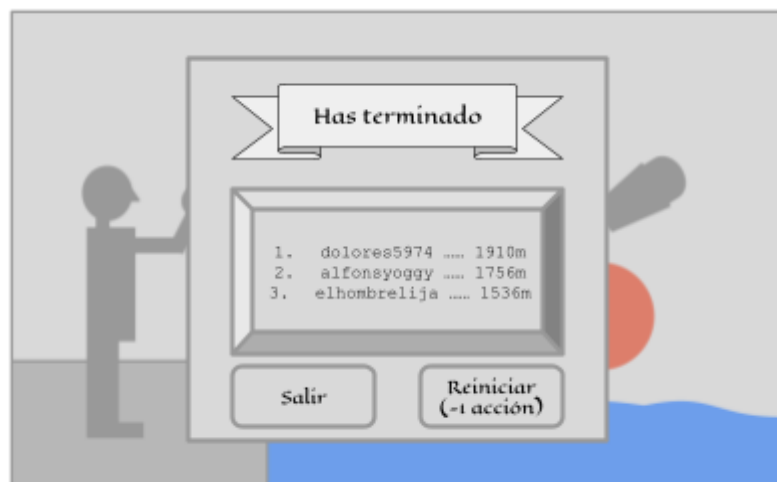 Has terminado
1. dolores5974 …… 1910m
2. alfonsyoggy …… 1756m
3. elhombrelija …… 1536m
Salir
Reiniciar
(-1 acción)